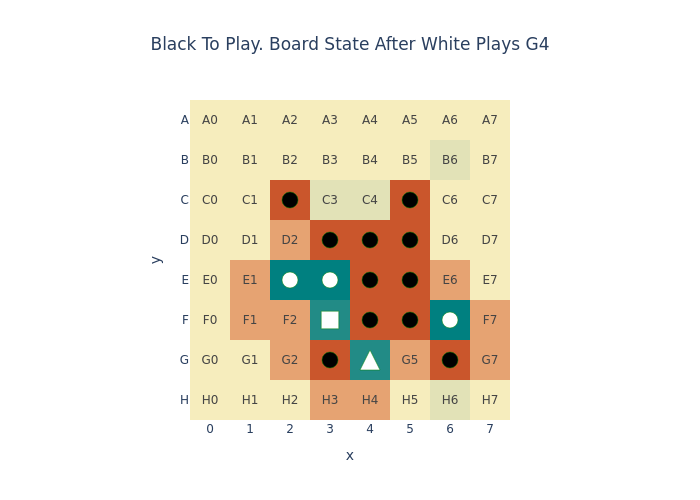 Black To Play. Board State After White Plays G4
A A0 A1 A2 A3 A4 A5 A6 A7
B B0 B1 B2 B3 B4 B5 B6 B7
C C0 C1 C3 C4 C6 C7
D D0 D1 D2 D6 D7
y
E E0 E1 E6 E7
F F0 F1 F2 F7
G G0 G1 G2 G5 G7
H H0 H1 H2 H3 H4 H5 H6 H7
0 1 2 3 4 5 6 7
x